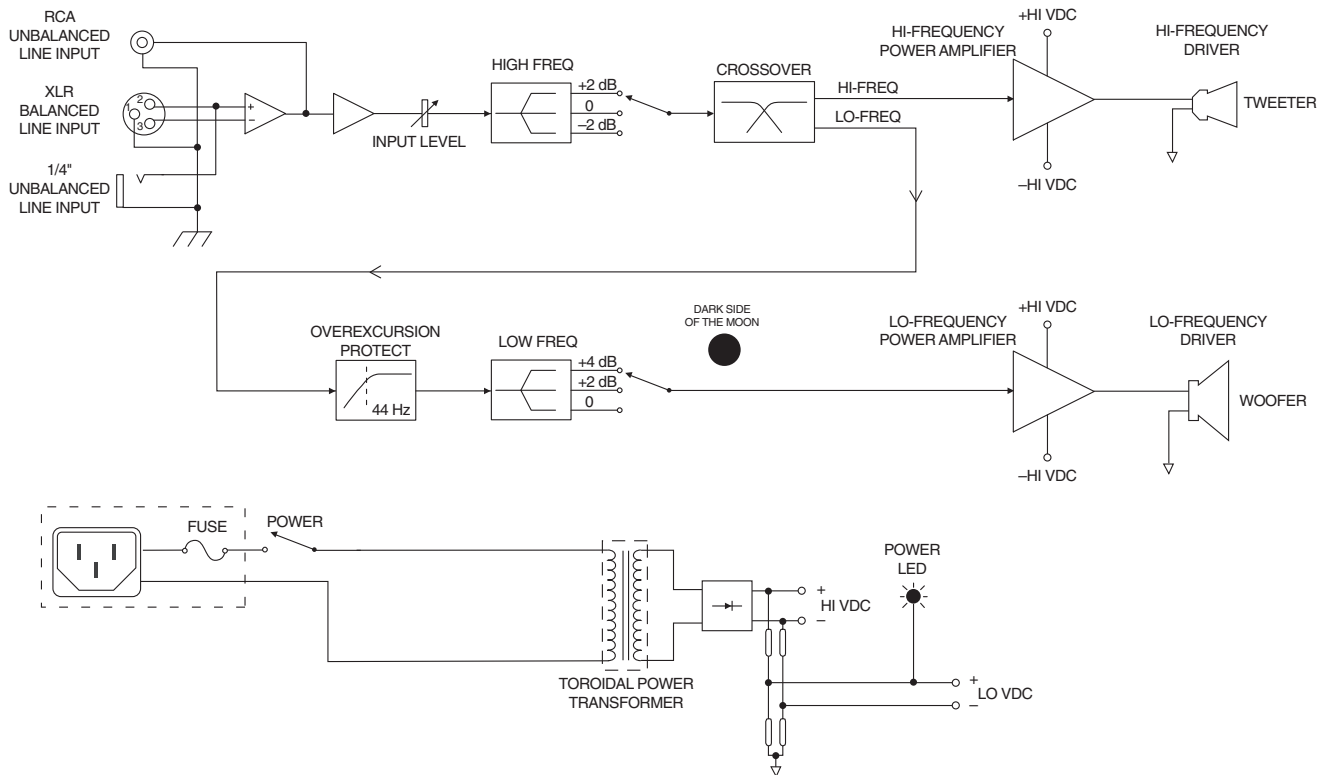 RCA
UNBALANCED
LINE INPUT
XLR
BALANCED
LINE INPUT
1
2
3
1/4"
UNBALANCED
LINE INPUT
+
–
INPUT LEVEL
HIGH FREQ
+2 dB
0
–2 dB
CROSSOVER
HI-FREQ
LO-FREQ
HI-FREQUENCY
POWER AMPLIFIER
+HI VDC
–HI VDC
HI-FREQUENCY
DRIVER
TWEETER
OVEREXCURSION
PROTECT
44 Hz
LOW FREQ
+4 dB
+2 dB
0
DARK SIDE
OF THE MOON
LO-FREQUENCY
POWER AMPLIFIER
+HI VDC
–HI VDC
LO-FREQUENCY
DRIVER
WOOFER
FUSE
POWER
TOROIDAL POWER
TRANSFORMER
+
HI VDC
–
POWER
LED
+
LO VDC
–